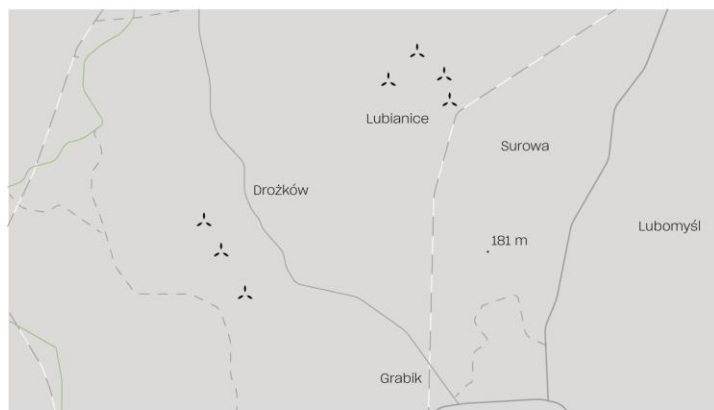 Lubianice
Surowa
Drożków
Lubomyśl
181 m
Grabik